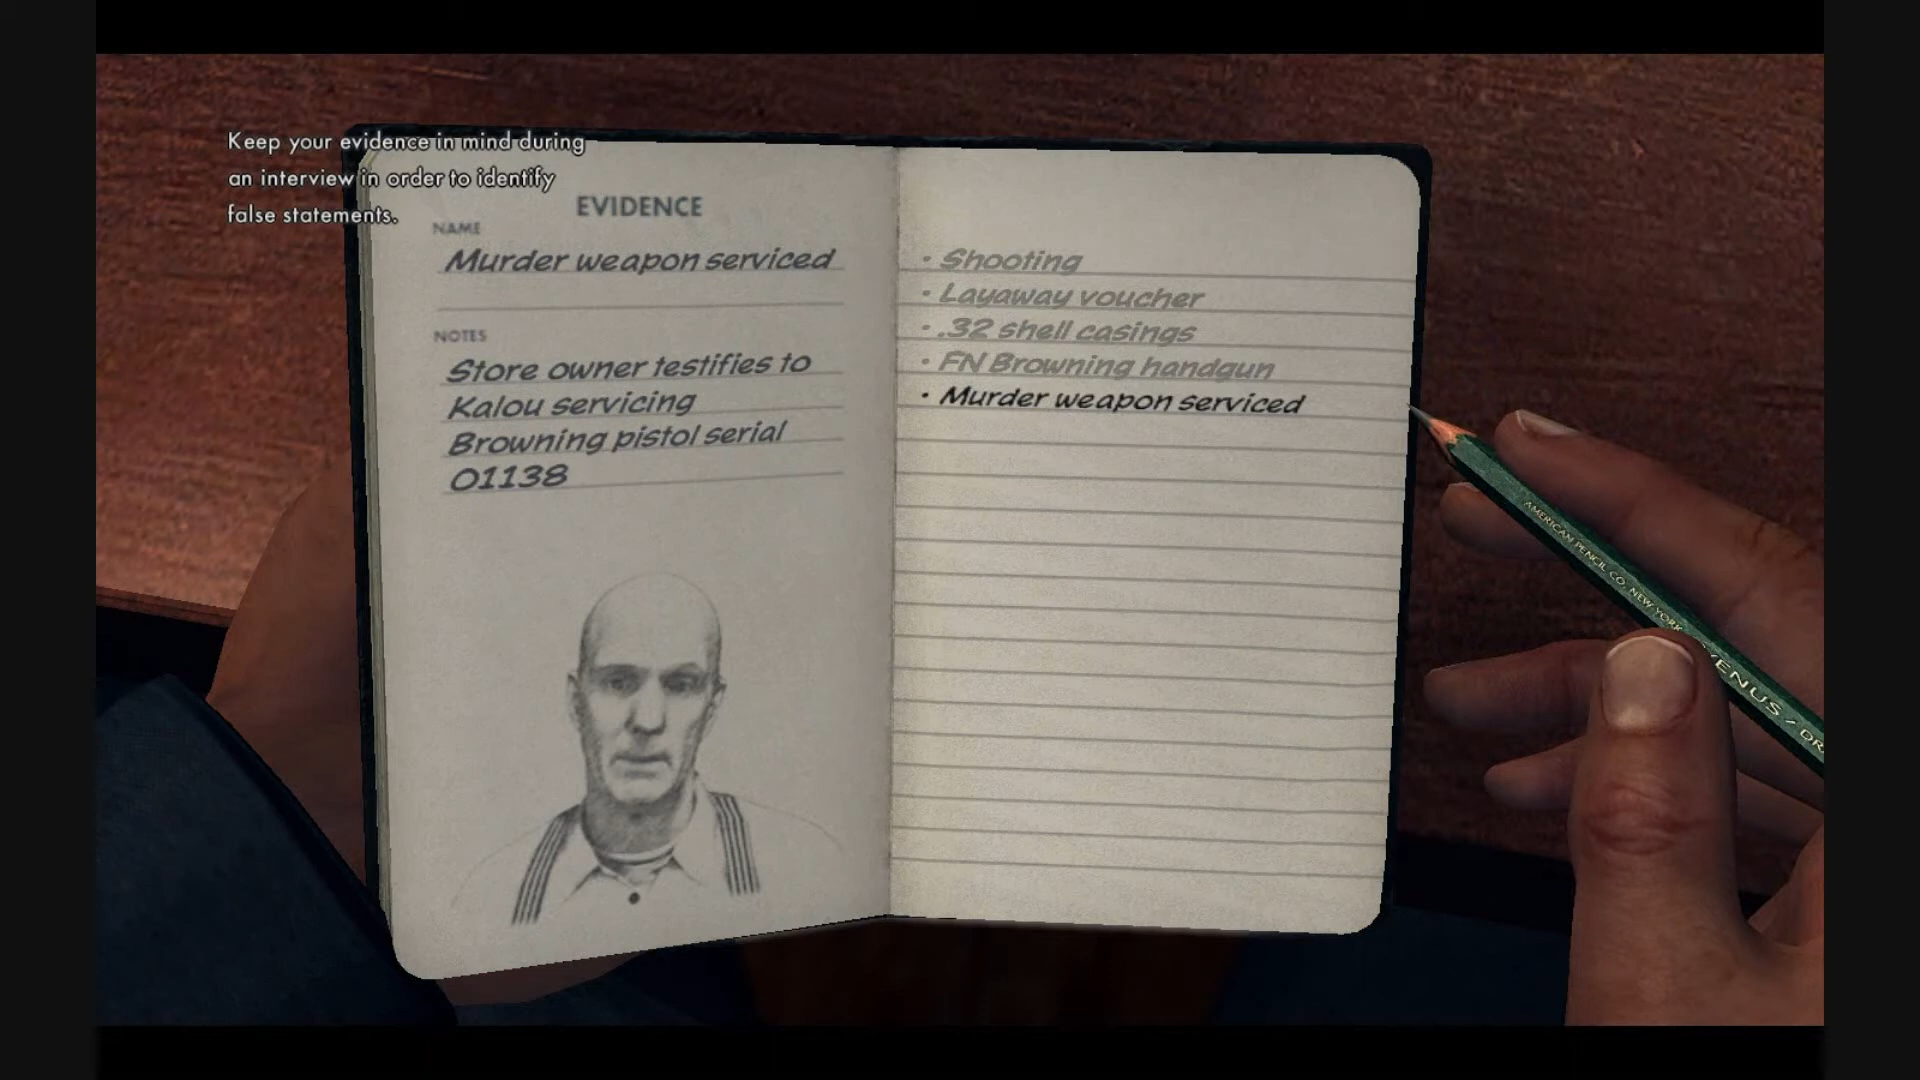 Keep your evidence in mind during
an interview in order to identify
false statements.
EVIDENCE
NAME
Murder weapon serviced
NOTES
Store owner testifies to
Kalou servicing
Browning pistol serial
01138
• Shooting
• Layaway voucher
• .32 shell casings
• FN Browning handgun
• Murder weapon serviced
AMERICAN PENCIL CO. NEW YORK
VENUS / DR